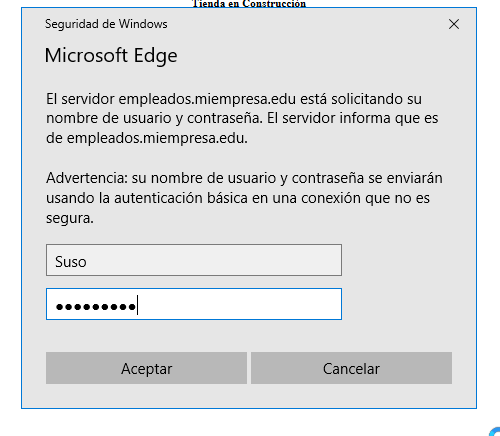 Tienda en Construcción
Seguridad de Windows
Microsoft Edge
El servidor empleados.miempresa.edu está solicitando su
nombre de usuario y contraseña. El servidor informa que es
de empleados.miempresa.edu.
Advertencia: su nombre de usuario y contraseña se enviarán
usando la autenticación básica en una conexión que no es
segura.
Suso
●●●●●●●●●
Aceptar
Cancelar